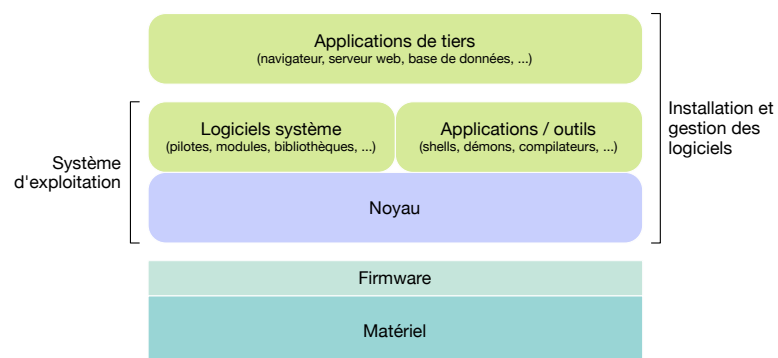 Applications de tiers
(navigateur, serveur web, base de données, ...)
Installation et
gestion des
logiciels
Logiciels système
(pilotes, modules, bibliothèques, ...)
Applications / outils
(shells, démons, compilateurs, ...)
Système
d'exploitation
Noyau
Firmware
Matériel